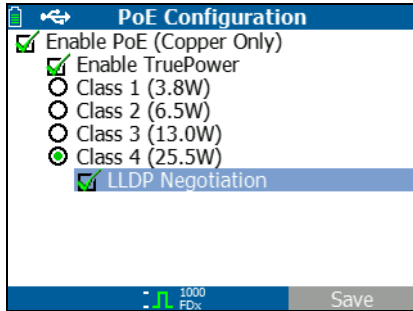 PoE Configuration
Enable PoE (Copper Only)
Enable TruePower
Class 1 (3.8W)
Class 2 (6.5W)
Class 3 (13.0W)
Class 4 (25.5W)
LLDP Negotiation
1000
FDx
Save